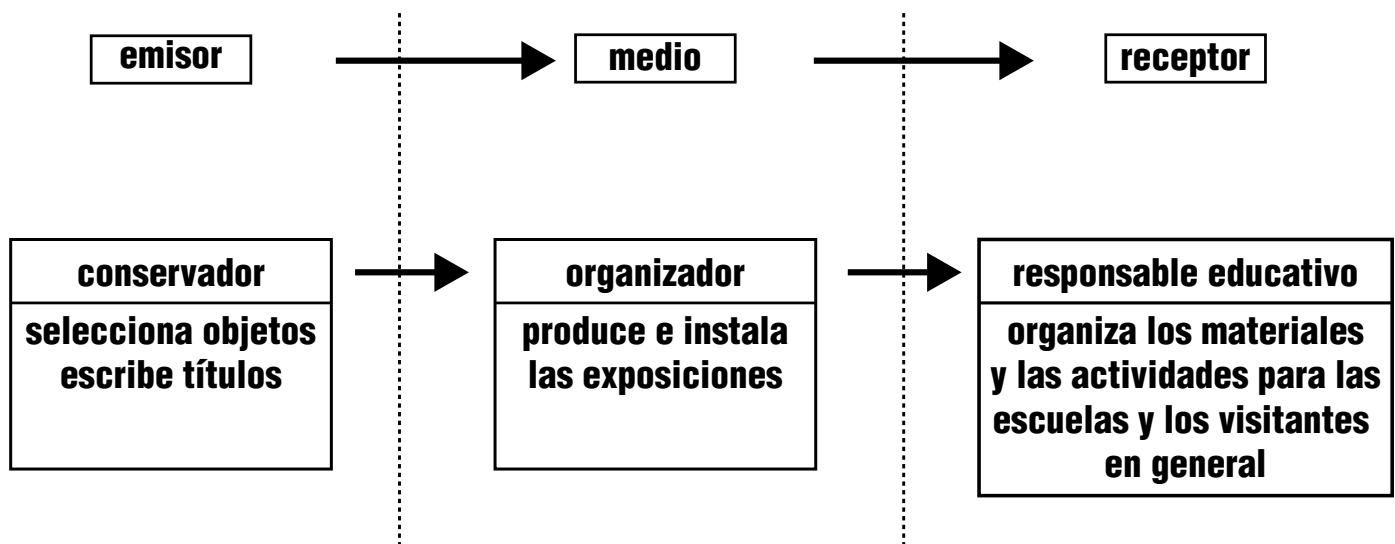 emisor
medio
receptor
conservador
selecciona objetos
escribe títulos
organizador
produce e instala
las exposiciones
responsable educativo
organiza los materiales
y las actividades para las
escuelas y los visitantes
en general